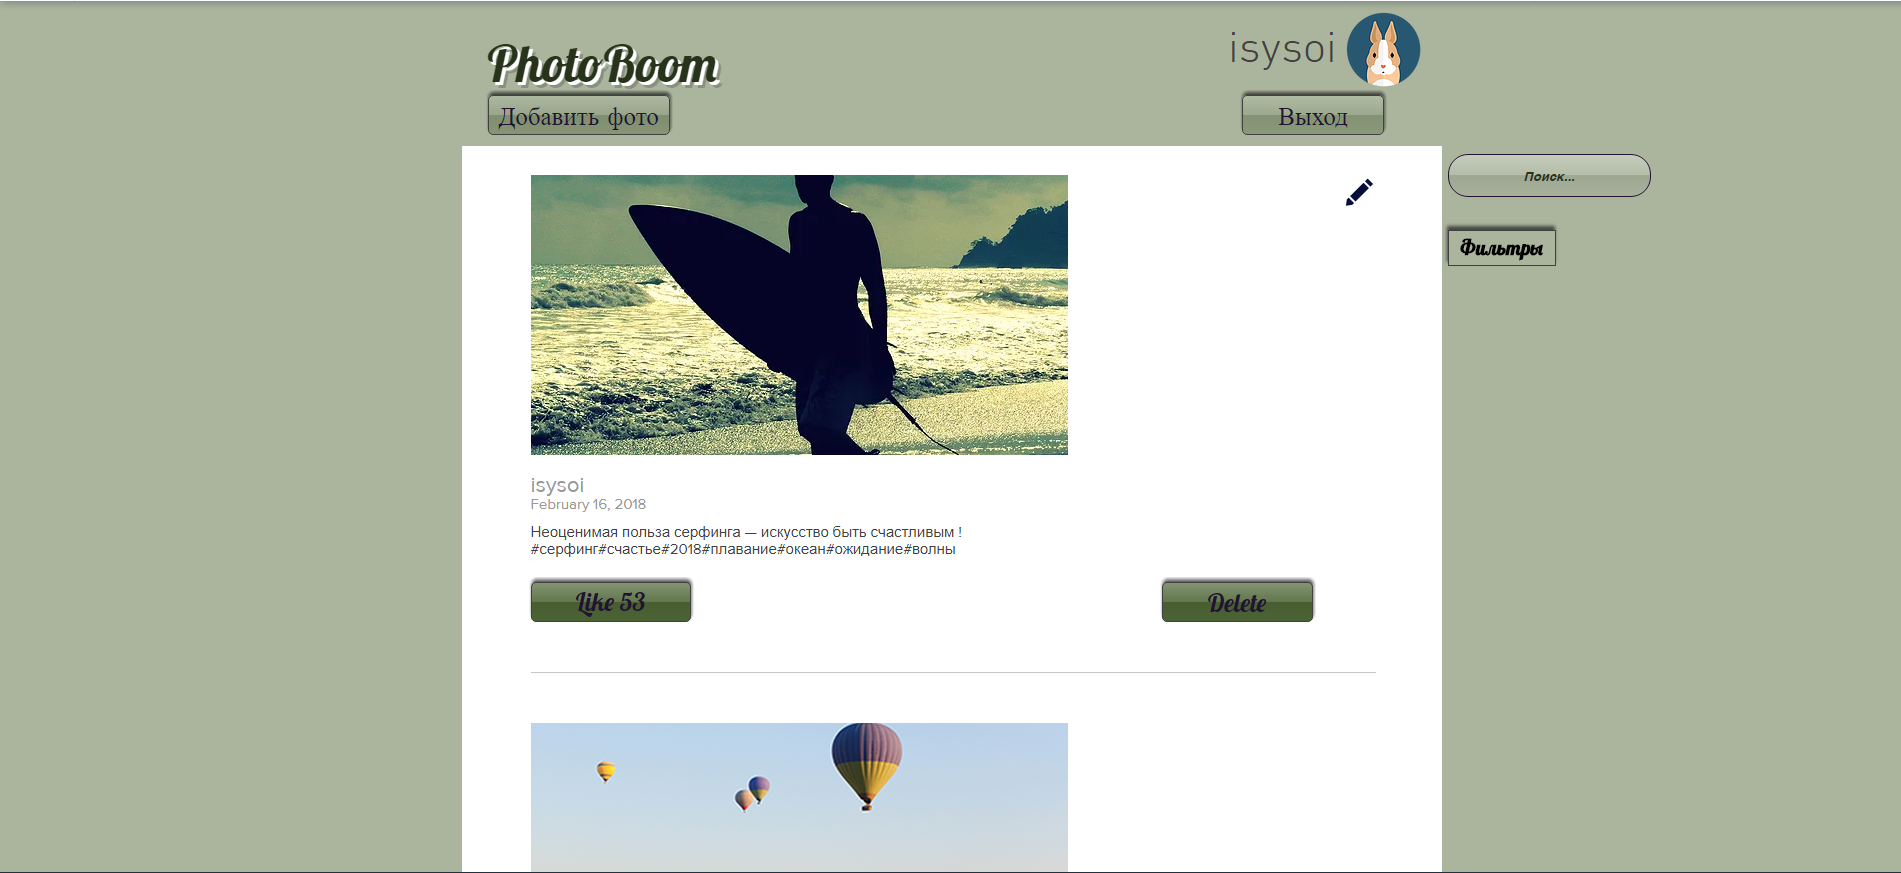 PhotoBoom
isysoi
Добавить фото
Выход
Поиск...
Фильтры
isysoi
February 16, 2018
Неоценимая польза серфинга — искусство быть счастливым !
#серфинг#счастье#2018#плавание#океан#ожидание#волны
Like 53
Delete